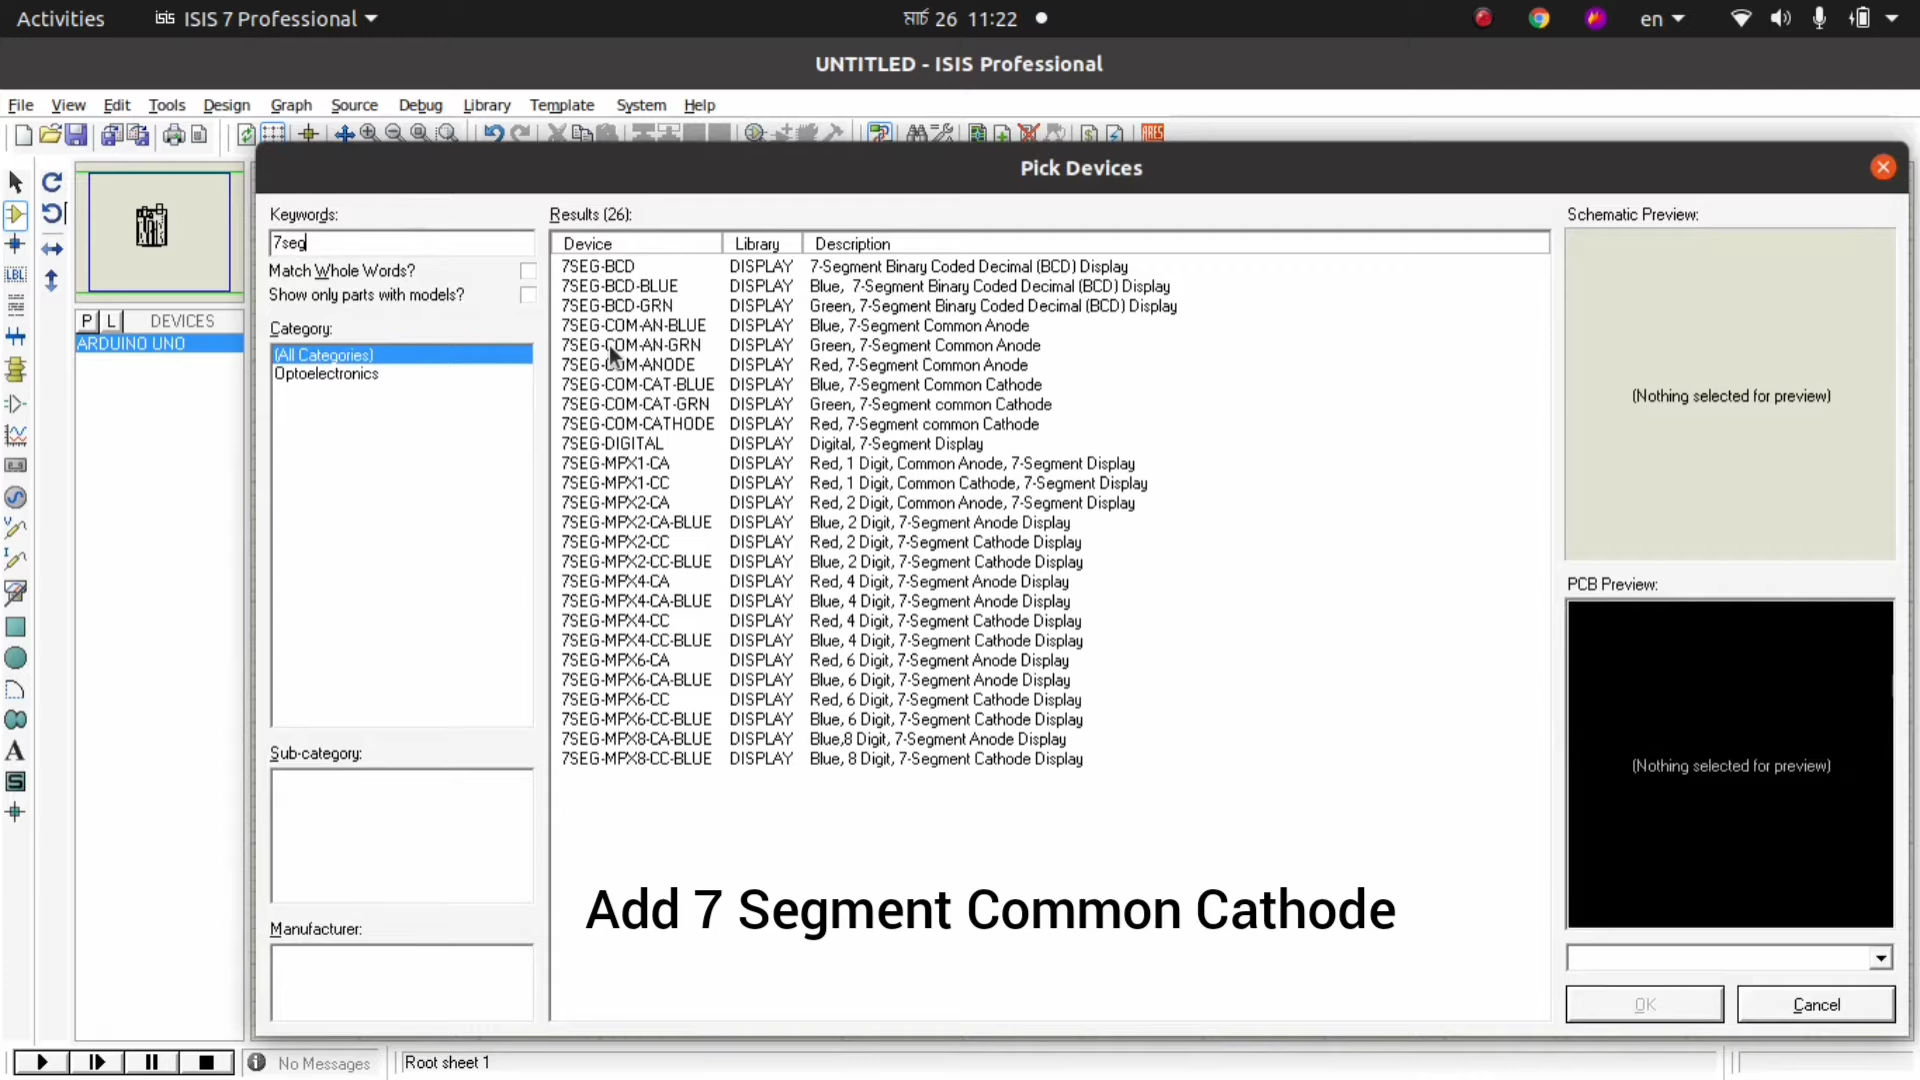 Activities ISIS 7 Professional মার্চ 26 11:22 en
UNTITLED - ISIS Professional
File View Edit Tools Design Graph Source Debug Library Template System Help
ARES
Pick Devices
Keywords:
7seg
Match Whole Words?
Show only parts with models?
Category:
(All Categories)
Optoelectronics
Sub-category:
Manufacturer:
P L DEVICES
ARDUINO UNO
LBL
Results (26):
Device Library Description
7SEG-BCD DISPLAY 7-Segment Binary Coded Decimal (BCD) Display
7SEG-BCD-BLUE DISPLAY Blue, 7-Segment Binary Coded Decimal (BCD) Display
7SEG-BCD-GRN DISPLAY Green, 7-Segment Binary Coded Decimal (BCD) Display
7SEG-COM-AN-BLUE DISPLAY Blue, 7-Segment Common Anode
7SEG-COM-AN-GRN DISPLAY Green, 7-Segment Common Anode
7SEG-COM-ANODE DISPLAY Red, 7-Segment Common Anode
7SEG-COM-CAT-BLUE DISPLAY Blue, 7-Segment Common Cathode
7SEG-COM-CAT-GRN DISPLAY Green, 7-Segment common Cathode
7SEG-COM-CATHODE DISPLAY Red, 7-Segment common Cathode
7SEG-DIGITAL DISPLAY Digital, 7-Segment Display
7SEG-MPX1-CA DISPLAY Red, 1 Digit, Common Anode, 7-Segment Display
7SEG-MPX1-CC DISPLAY Red, 1 Digit, Common Cathode, 7-Segment Display
7SEG-MPX2-CA DISPLAY Red, 2 Digit, Common Anode, 7-Segment Display
7SEG-MPX2-CA-BLUE DISPLAY Blue, 2 Digit, 7-Segment Anode Display
7SEG-MPX2-CC DISPLAY Red, 2 Digit, 7-Segment Cathode Display
7SEG-MPX2-CC-BLUE DISPLAY Blue, 2 Digit, 7-Segment Cathode Display
7SEG-MPX4-CA DISPLAY Red, 4 Digit, 7-Segment Anode Display
7SEG-MPX4-CA-BLUE DISPLAY Blue, 4 Digit, 7-Segment Anode Display
7SEG-MPX4-CC DISPLAY Red, 4 Digit, 7-Segment Cathode Display
7SEG-MPX4-CC-BLUE DISPLAY Blue, 4 Digit, 7-Segment Cathode Display
7SEG-MPX6-CA DISPLAY Red, 6 Digit, 7-Segment Anode Display
7SEG-MPX6-CA-BLUE DISPLAY Blue, 6 Digit, 7-Segment Anode Display
7SEG-MPX6-CC DISPLAY Red, 6 Digit, 7-Segment Cathode Display
7SEG-MPX6-CC-BLUE DISPLAY Blue, 6 Digit, 7-Segment Cathode Display
7SEG-MPX8-CA-BLUE DISPLAY Blue,8 Digit, 7-Segment Anode Display
7SEG-MPX8-CC-BLUE DISPLAY Blue, 8 Digit, 7-Segment Cathode Display
Add 7 Segment Common Cathode
Schematic Preview:
(Nothing selected for preview)
PCB Preview:
(Nothing selected for preview)
OK Cancel
No Messages Root sheet 1